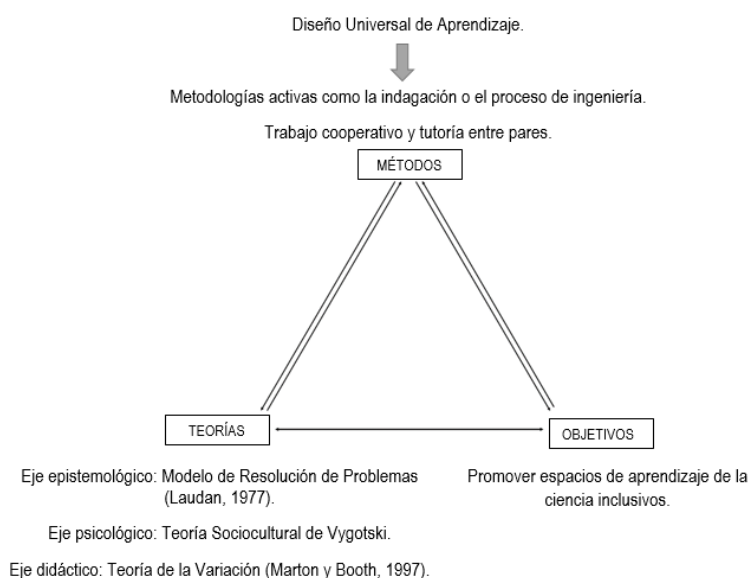 Diseño Universal de Aprendizaje.
Metodologías activas como la indagación o el proceso de ingeniería.
Trabajo cooperativo y tutoría entre pares.
MÉTODOS
TEORÍAS
OBJETIVOS
Eje epistemológico: Modelo de Resolución de Problemas
(Laudan, 1977).
Eje psicológico: Teoría Sociocultural de Vygotski.
Eje didáctico: Teoría de la Variación (Marton y Booth, 1997).
Promover espacios de aprendizaje de la
ciencia inclusivos.